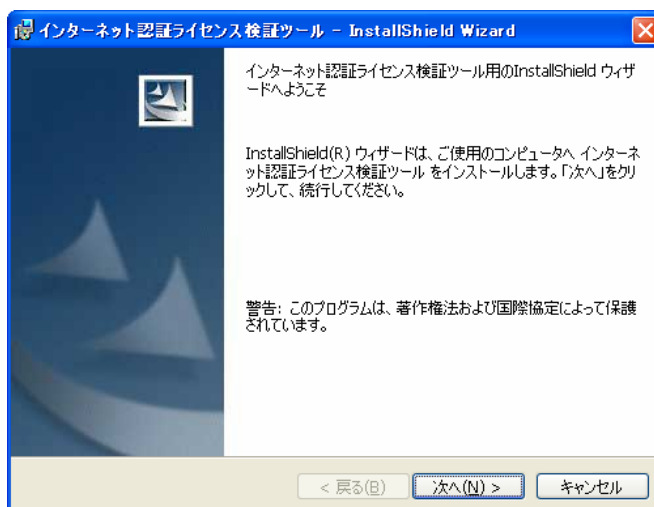 インターネット認証ライセンス検証ツール - InstallShield Wizard
インターネット認証ライセンス検証ツール用のInstallShield ウィザ
ードへようこそ
InstallShield(R) ウィザードは、ご使用のコンピュータへ インターネ
ット認証ライセンス検証ツール をインストールします。「次へ」をクリ
ックして、続行してください。
警告: このプログラムは、著作権法および国際協定によって保護
されています。
< 戻る(B)
次へ(N) >
キャンセル